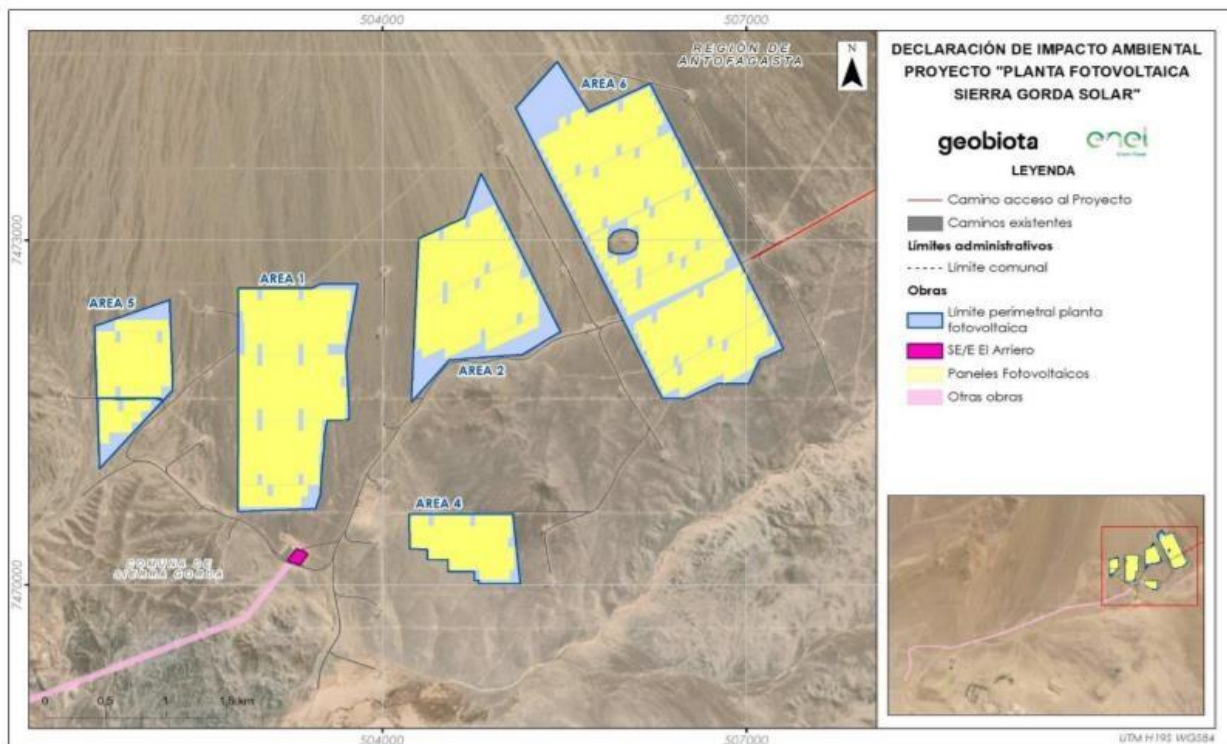 504000
507000
REGIÓN DE
ANTOFAGASTA
N
AREA 6
7473000
AREA 5
AREA 1
AREA 2
AREA 4
COMUNA DE
SIERRA GORDA
7470000
0 0,5 1 1,5 km
504000
507000
DECLARACIÓN DE IMPACTO AMBIENTAL
PROYECTO "PLANTA FOTOVOLTAICA
SIERRA GORDA SOLAR"
geobiota
enel
Green Power
LEYENDA
Camino acceso al Proyecto
Caminos existentes
Límites administrativos
Límite comunal
Obras
Límite perimetral planta
fotovoltaica
SE/E El Arriero
Paneles Fotovoltaicos
Otras obras
UTM H19S WGS84